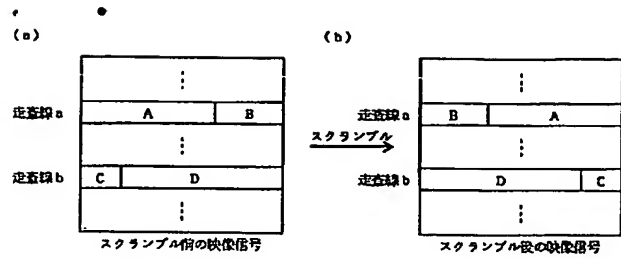 (a)
走査線a
A
B
走査線b
C
D
スクランブル前の映像信号
スクランブル
(b)
走査線a
B
A
走査線b
D
C
スクランブル後の映像信号